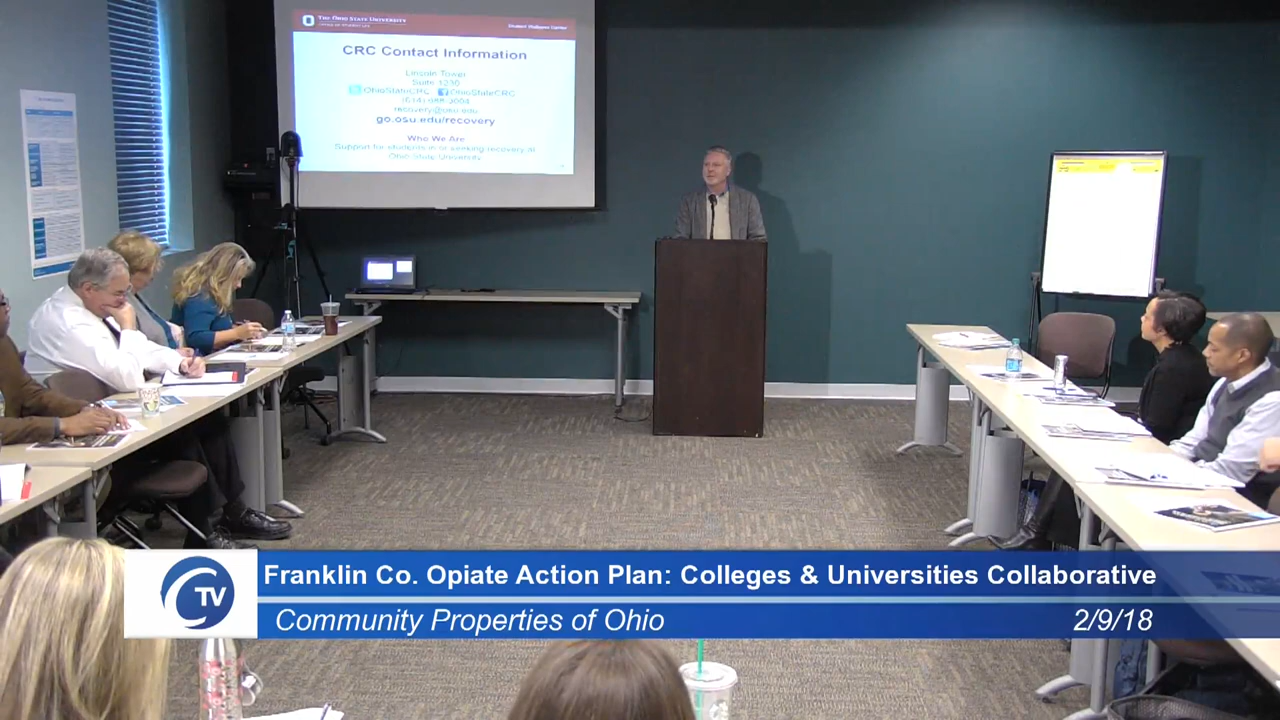 THE OHIO STATE UNIVERSITY
Student Wellness Center
CRC Contact Information
Lincoln Tower
Suite 1230
OhioStateCRC OhioStateCRC
recovery@osu.edu
go.osu.edu/recovery
Who We Are
Support for students in or seeking recovery at
Ohio State University
TV
Franklin Co. Opiate Action Plan: Colleges & Universities Collaborative
Community Properties of Ohio
2/9/18